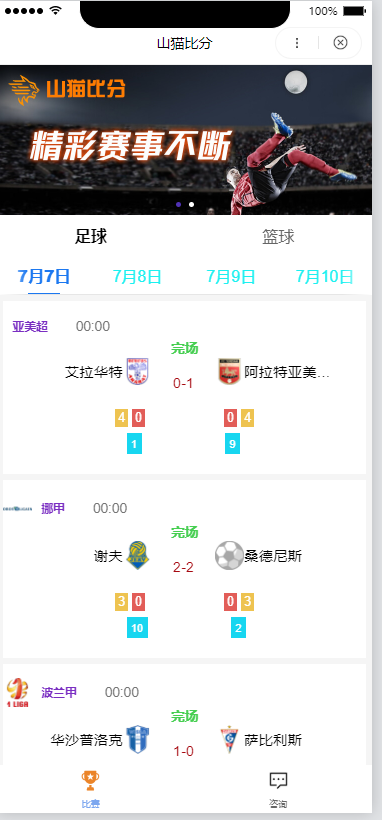 100%
山猫比分
山猫比分
精彩赛事不断
足球 篮球
7月7日 7月8日 7月9日 7月10日
亚美超 00:00
完场
艾拉华特 0-1 阿拉特亚美...
4 0 0 4
1 9
挪甲 00:00
完场
谢夫 2-2 桑德尼斯
3 0 0 3
10 2
1 LIGA 波兰甲 00:00
完场
华沙普洛克 1-0 萨比利斯
比赛 咨询